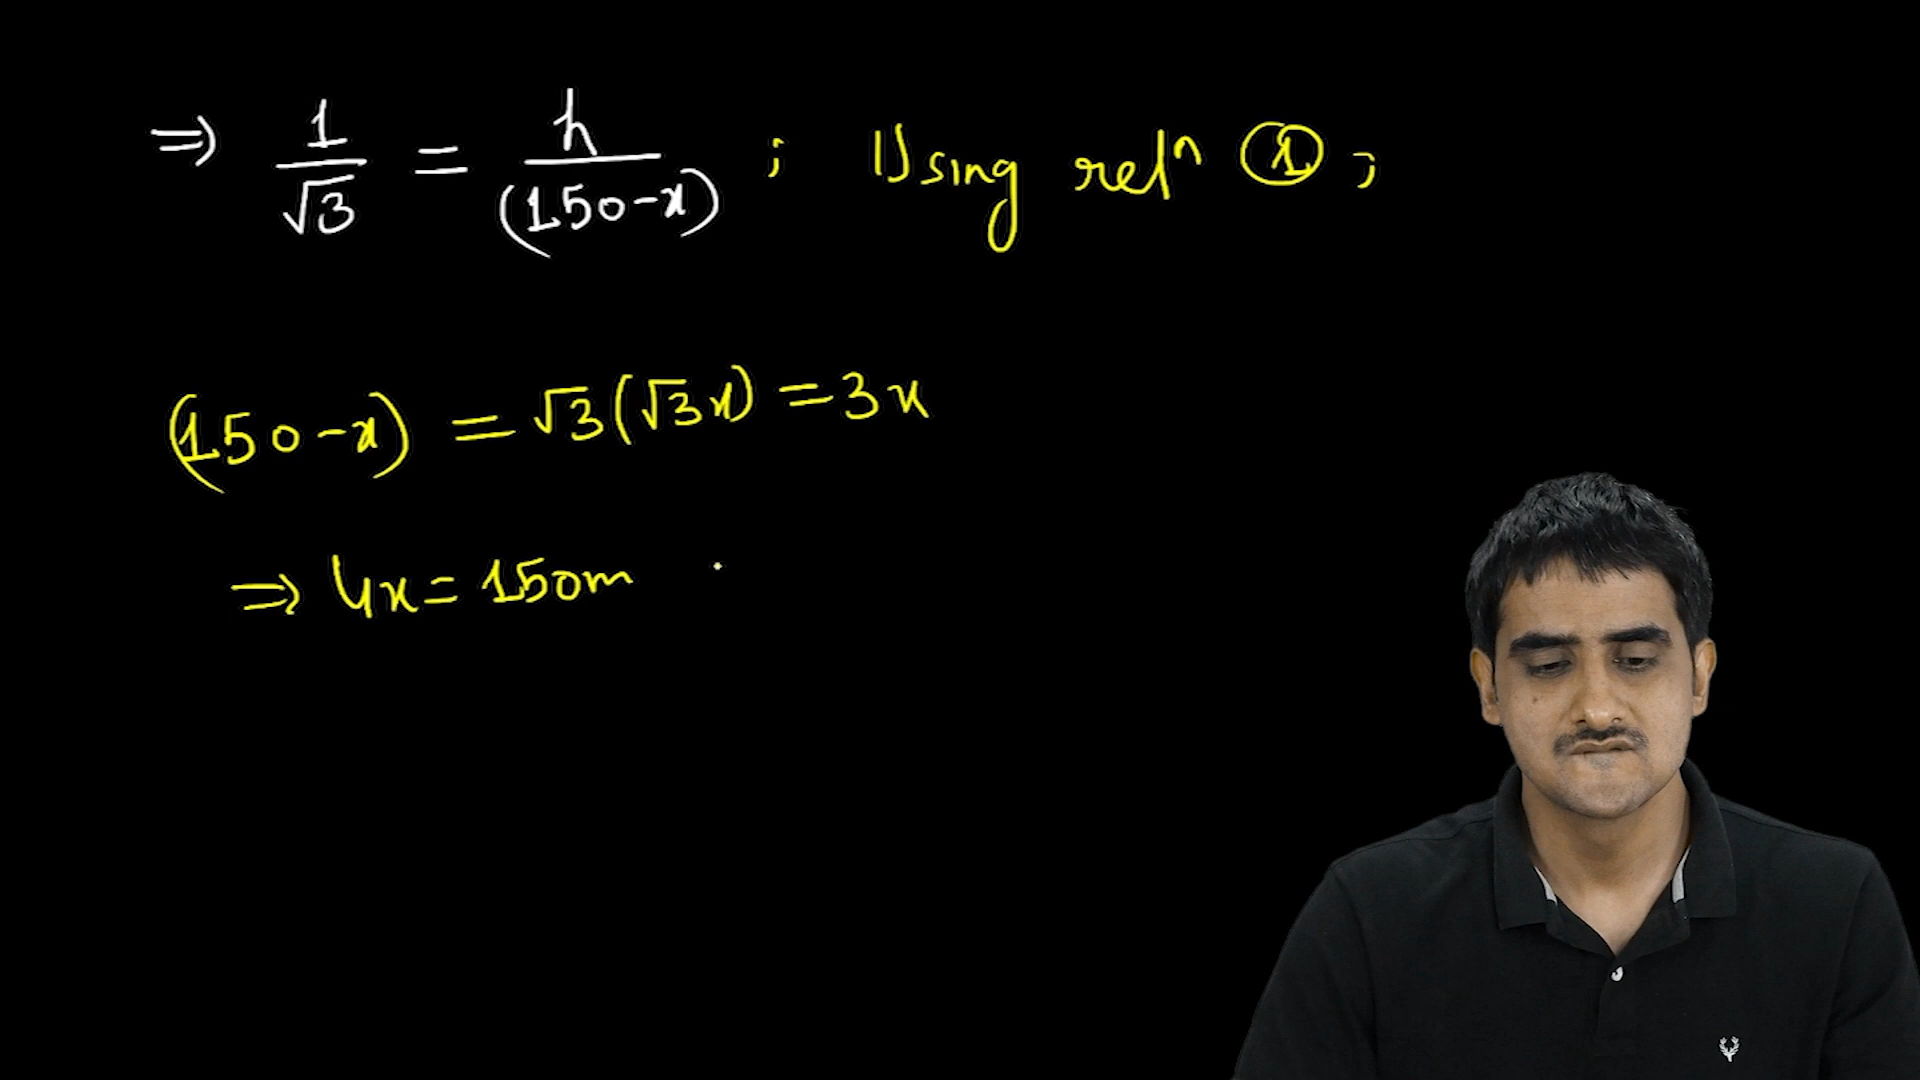 ⇒ 1/√3 = h/(150-x) ; Using relⁿ ① ;
(150-x) = √3(√3x) = 3x
⇒ 4x = 150m